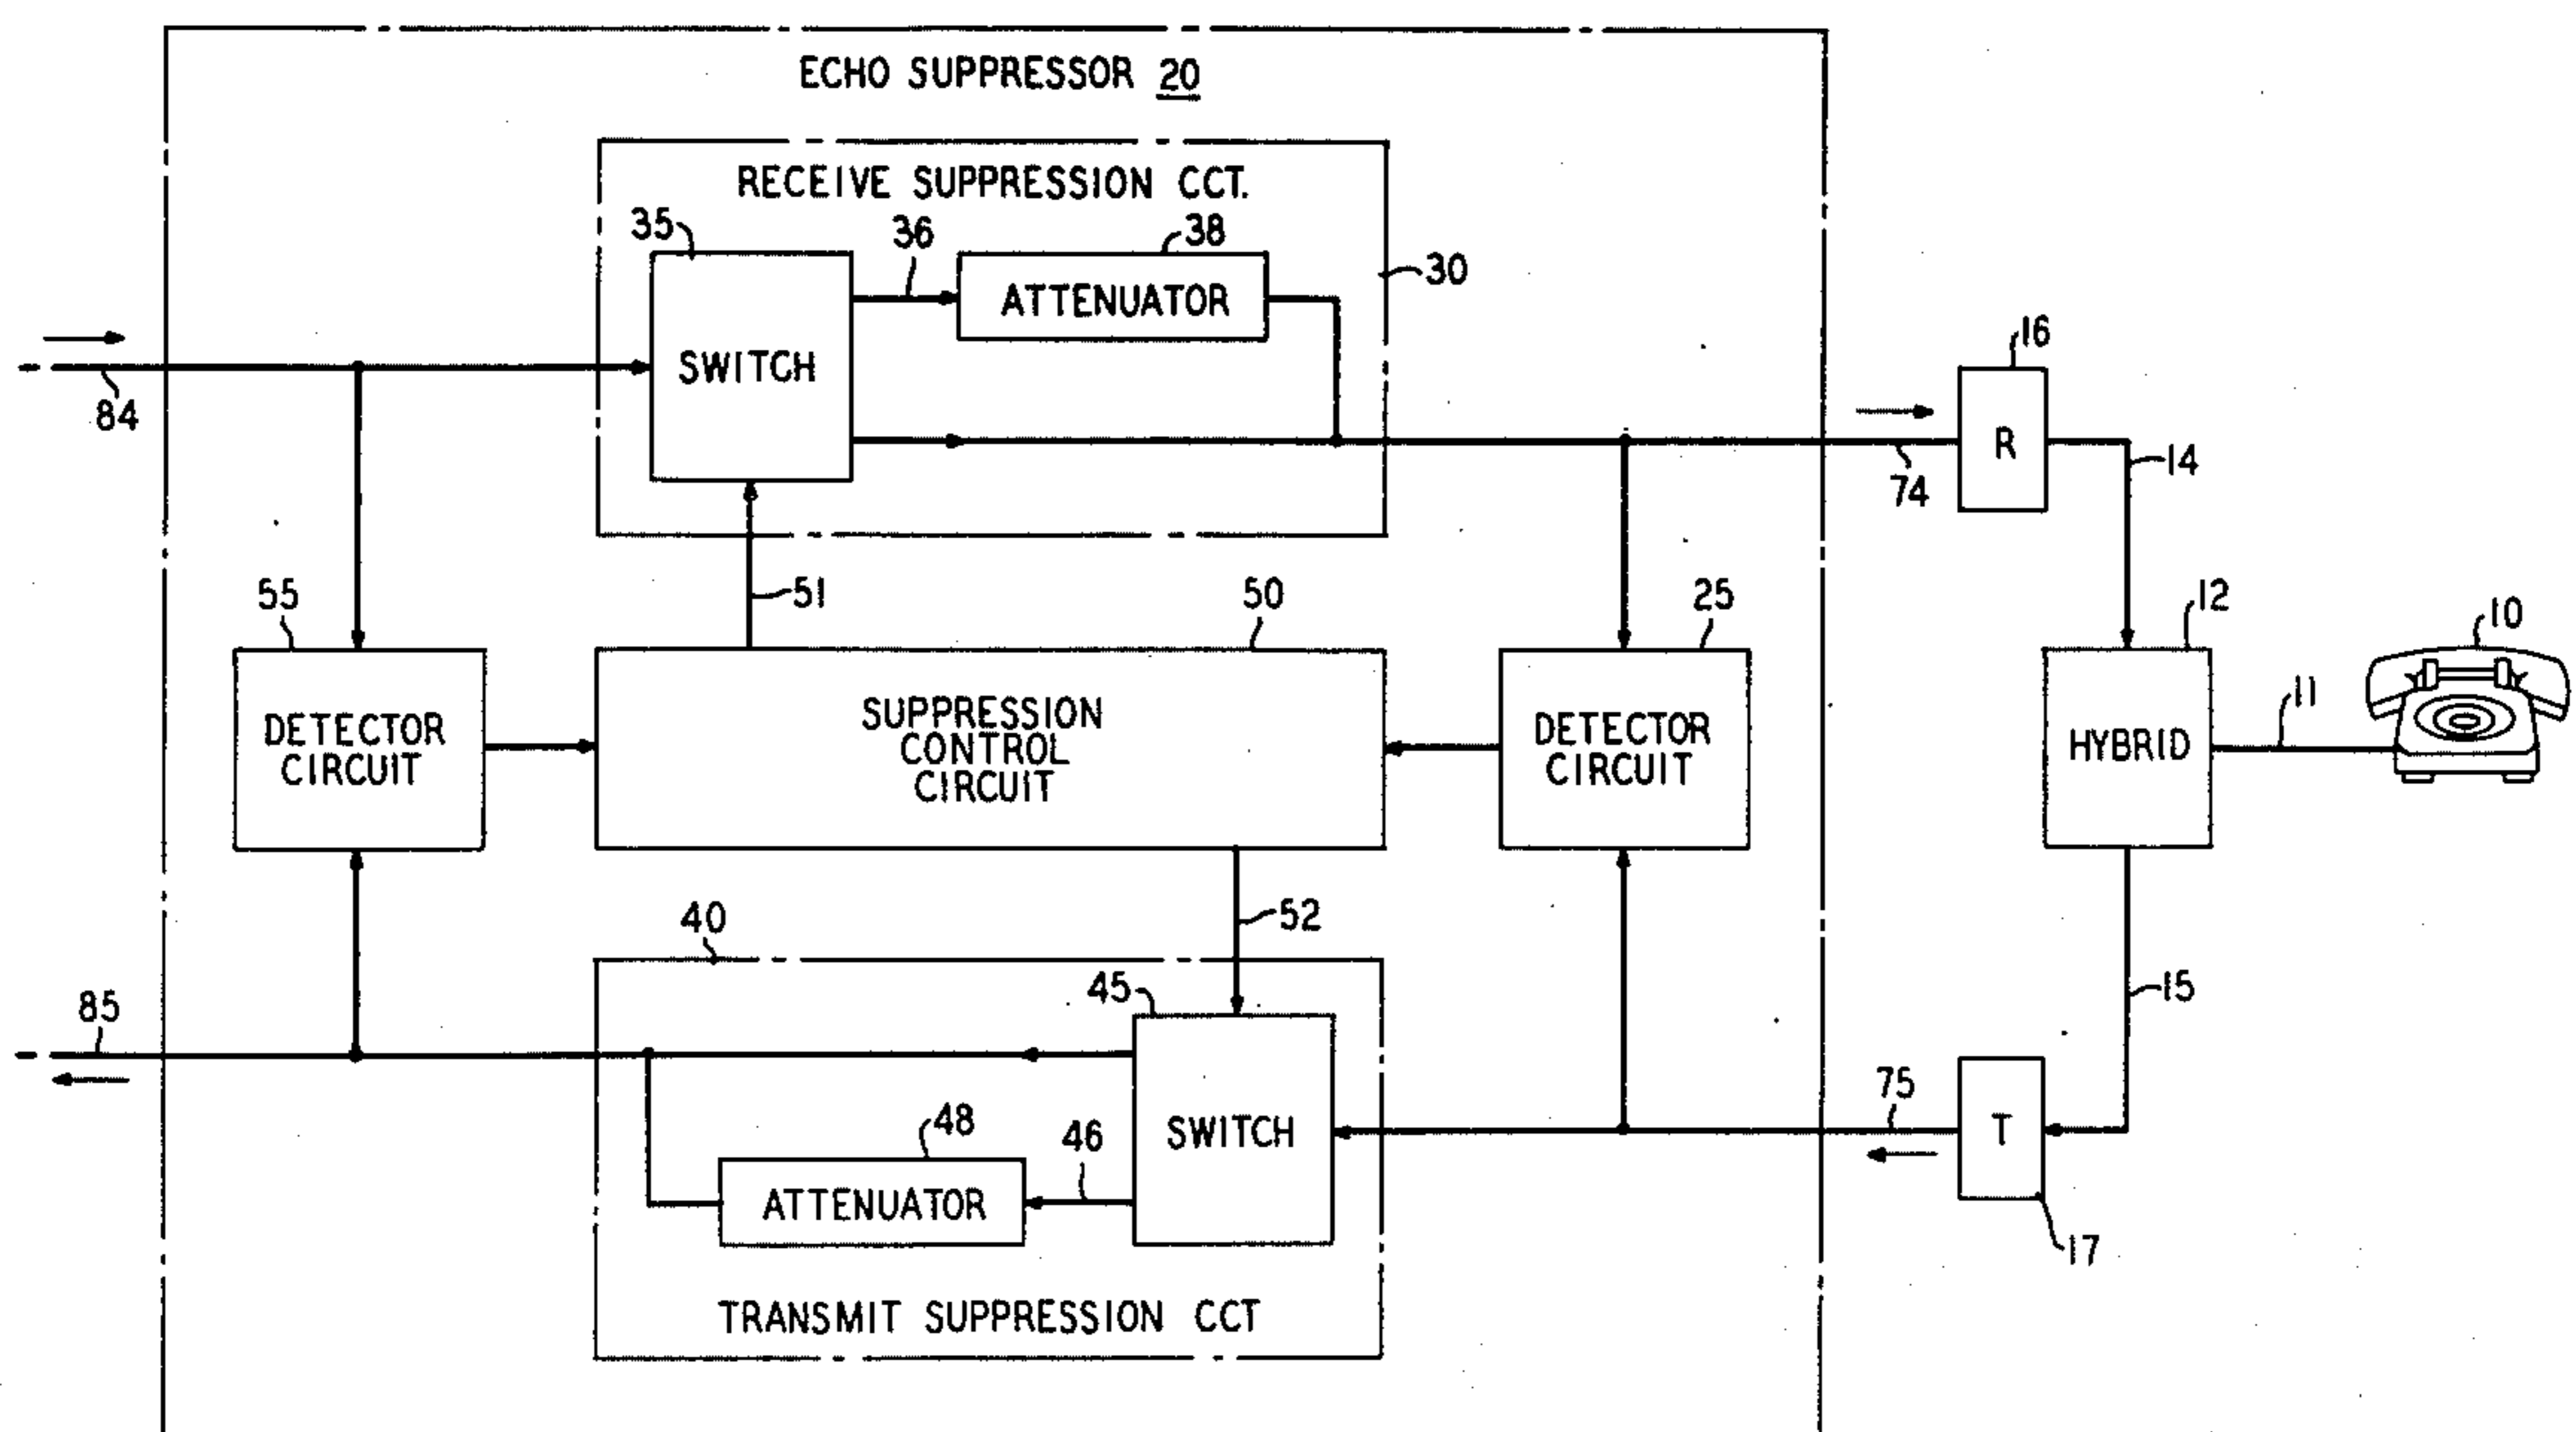 ECHO SUPPRESSOR 20
RECEIVE SUPPRESSION CCT.
35
36
38
30
ATTENUATOR
SWITCH
84
16
R
74
14
51
55
50
25
12
10
DETECTOR
CIRCUIT
SUPPRESSION
CONTROL
CIRCUIT
DETECTOR
CIRCUIT
HYBRID
11
40
52
45
85
15
48
46
SWITCH
75
T
ATTENUATOR
17
TRANSMIT SUPPRESSION CCT